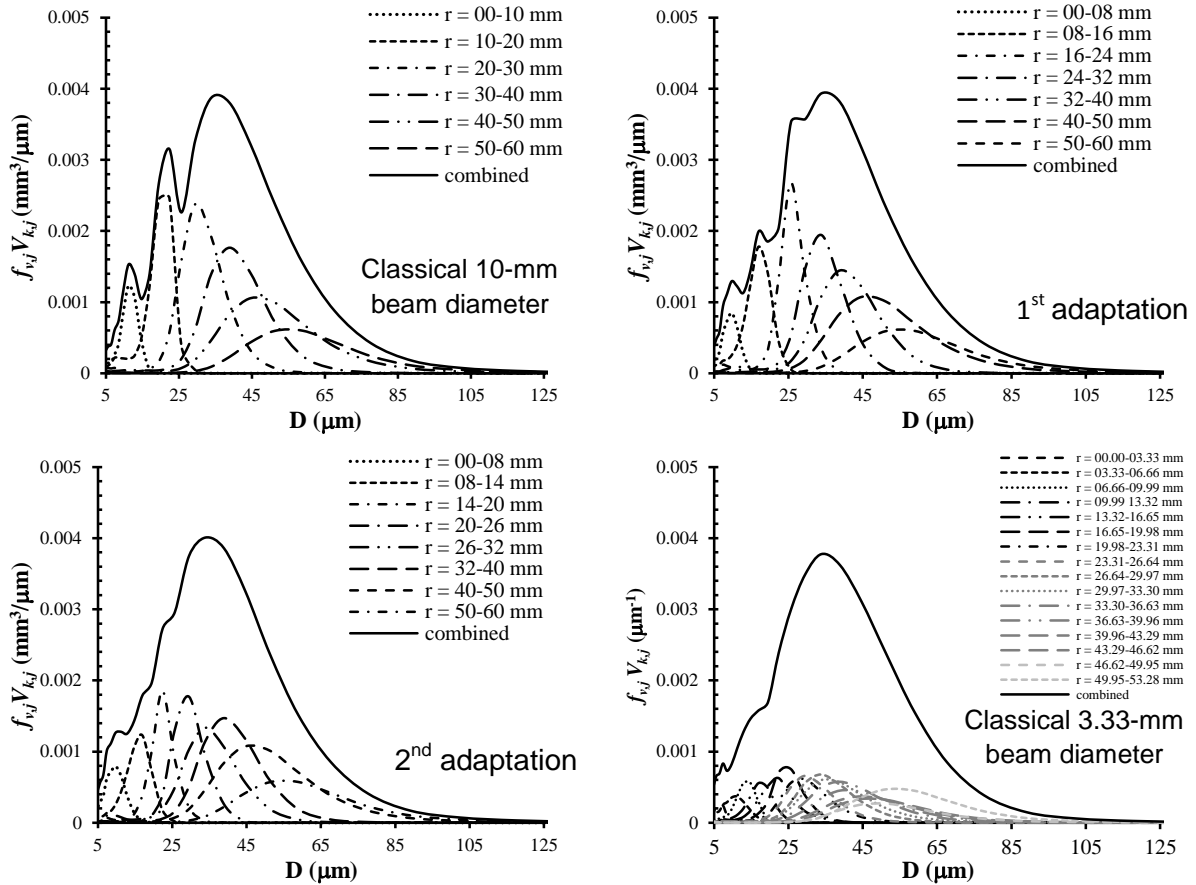 0.005
0.004
0.003
0.002
0.001
0
f_{v,j} V_{k,j} (mm³/μm)
r = 00-10 mm
r = 10-20 mm
r = 20-30 mm
r = 30-40 mm
r = 40-50 mm
r = 50-60 mm
combined
Classical 10-mm
beam diameter
5 25 45 65 85 105 125
D (μm)
0.005
0.004
0.003
0.002
0.001
0
f_{v,j} V_{k,j} (mm³/μm)
r = 00-08 mm
r = 08-16 mm
r = 16-24 mm
r = 24-32 mm
r = 32-40 mm
r = 40-50 mm
r = 50-60 mm
combined
1st adaptation
5 25 45 65 85 105 125
D (μm)
0.005
0.004
0.003
0.002
0.001
0
f_{v,j} V_{k,j} (mm³/μm)
r = 00-08 mm
r = 08-14 mm
r = 14-20 mm
r = 20-26 mm
r = 26-32 mm
r = 32-40 mm
r = 40-50 mm
r = 50-60 mm
combined
2nd adaptation
5 25 45 65 85 105 125
D (μm)
0.005
0.004
0.003
0.002
0.001
0
f_{v,j} V_{k,j} (μm⁻¹)
r = 00.00-03.33 mm
r = 03.33-06.66 mm
r = 06.66-09.99 mm
r = 09.99 13.32 mm
r = 13.32-16.65 mm
r = 16.65-19.98 mm
r = 19.98-23.31 mm
r = 23.31-26.64 mm
r = 26.64-29.97 mm
r = 29.97-33.30 mm
r = 33.30-36.63 mm
r = 36.63-39.96 mm
r = 39.96-43.29 mm
r = 43.29-46.62 mm
r = 46.62-49.95 mm
r = 49.95-53.28 mm
combined
Classical 3.33-mm
beam diameter
5 25 45 65 85 105 125
D (μm)